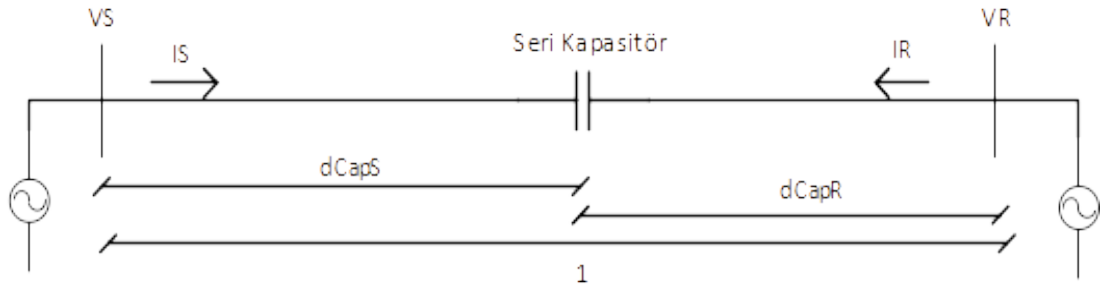 VS
VR
IS
Seri Kapasitör
IR
dCapS
dCapR
1